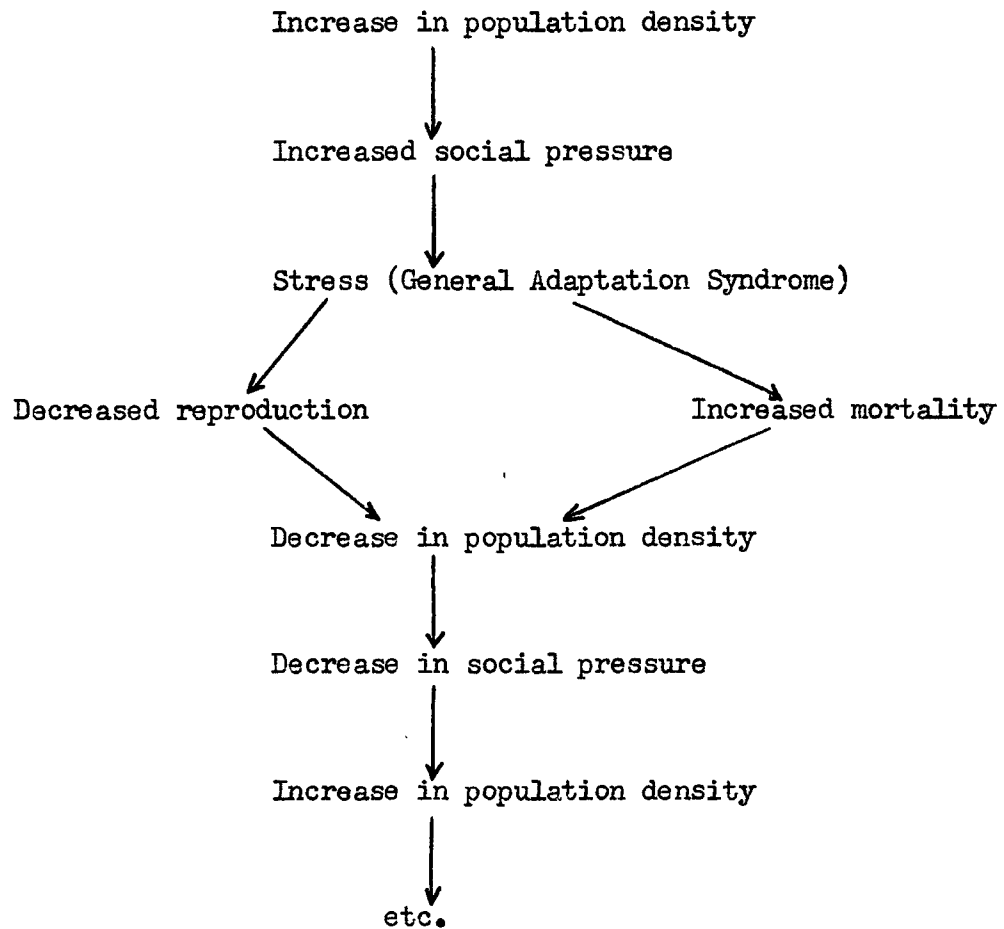 Increase in population density
Increased social pressure
Stress (General Adaptation Syndrome)
Decreased reproduction
Increased mortality
Decrease in population density
Decrease in social pressure
Increase in population density
etc.